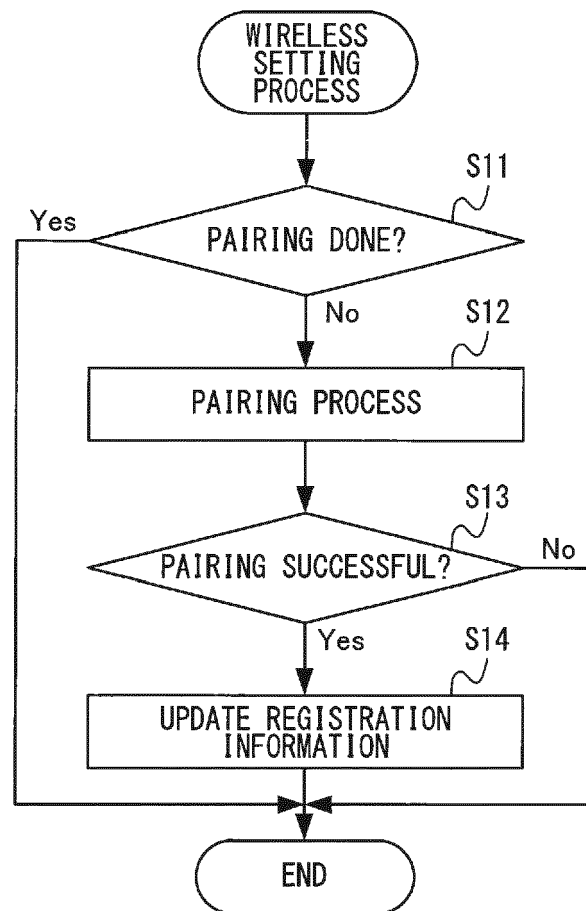 WIRELESS
SETTING
PROCESS
S11
Yes
PAIRING DONE?
No
S12
PAIRING PROCESS
S13
PAIRING SUCCESSFUL?
No
Yes
S14
UPDATE REGISTRATION
INFORMATION
END